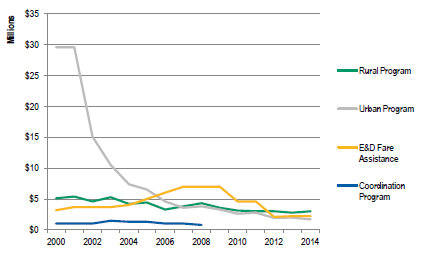 Millions
$35
$30
$25
$20
$15
$10
$5
$0
2000 2002 2004 2006 2008 2010 2012 2014
Rural Program
Urban Program
E&D Fare
Assistance
Coordination
Program